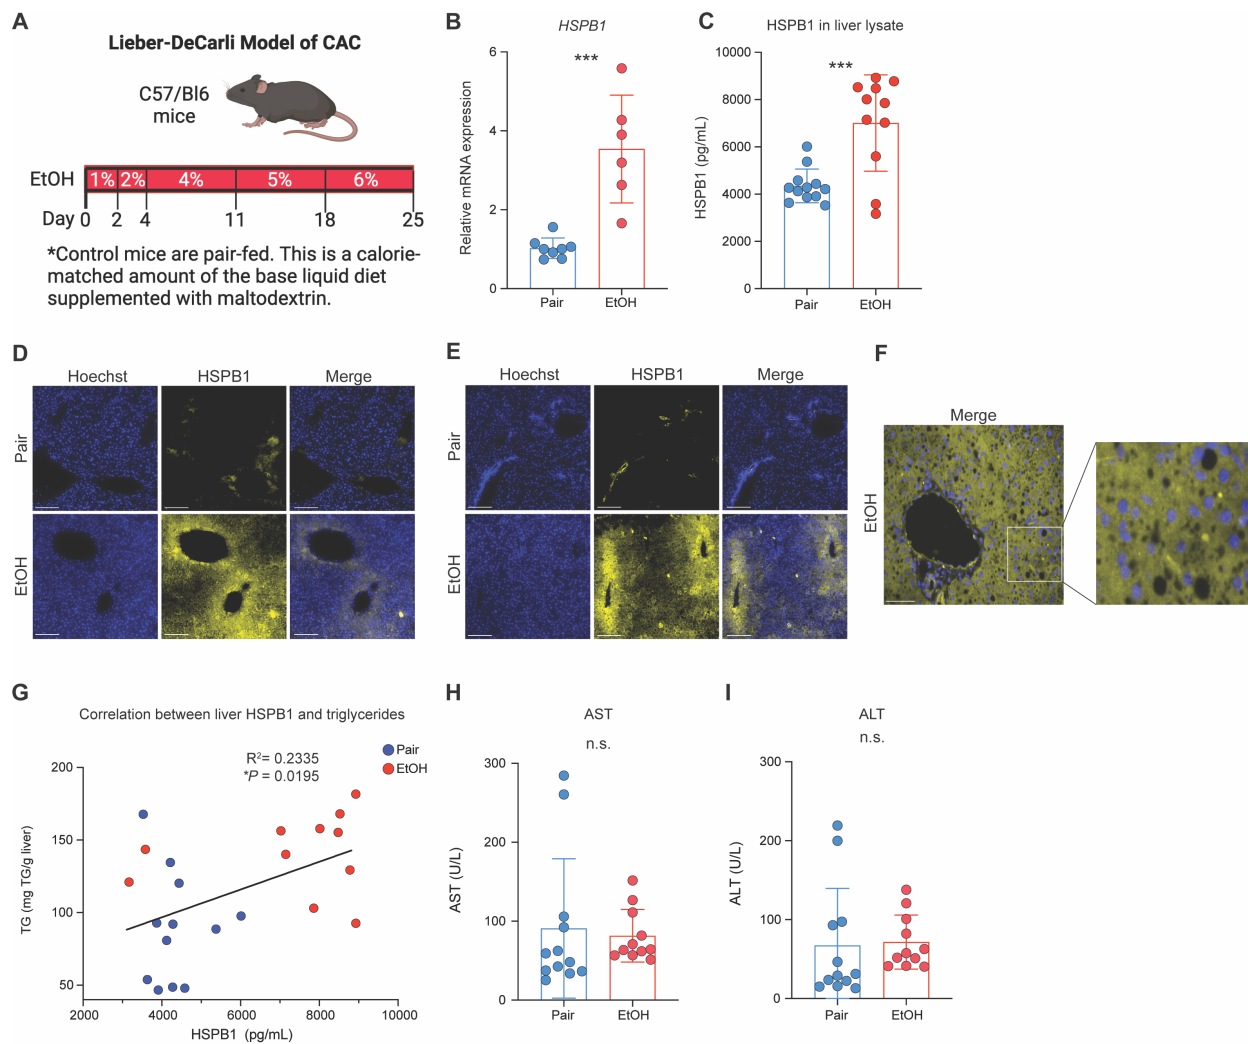 A
Lieber-DeCarli Model of CAC
C57/Bl6
mice
EtOH 1% 2% 4% 5% 6%
Day 0 2 4 11 18 25
*Control mice are pair-fed. This is a calorie-
matched amount of the base liquid diet
supplemented with maltodextrin.
B
HSPB1
***
Relative mRNA expression
6
4
2
0
Pair EtOH
C
HSPB1 in liver lysate
***
HSPB1 (pg/mL)
10000
8000
6000
4000
2000
0
Pair EtOH
D
Hoechst HSPB1 Merge
Pair
EtOH
E
Hoechst HSPB1 Merge
Pair
EtOH
F
Merge
EtOH
G
Correlation between liver HSPB1 and triglycerides
R²= 0.2335
*P = 0.0195
Pair
EtOH
TG (mg TG/g liver)
200
150
100
50
2000 4000 6000 8000 10000
HSPB1 (pg/mL)
H
AST
n.s.
AST (U/L)
300
200
100
0
Pair EtOH
I
ALT
n.s.
ALT (U/L)
300
200
100
0
Pair EtOH